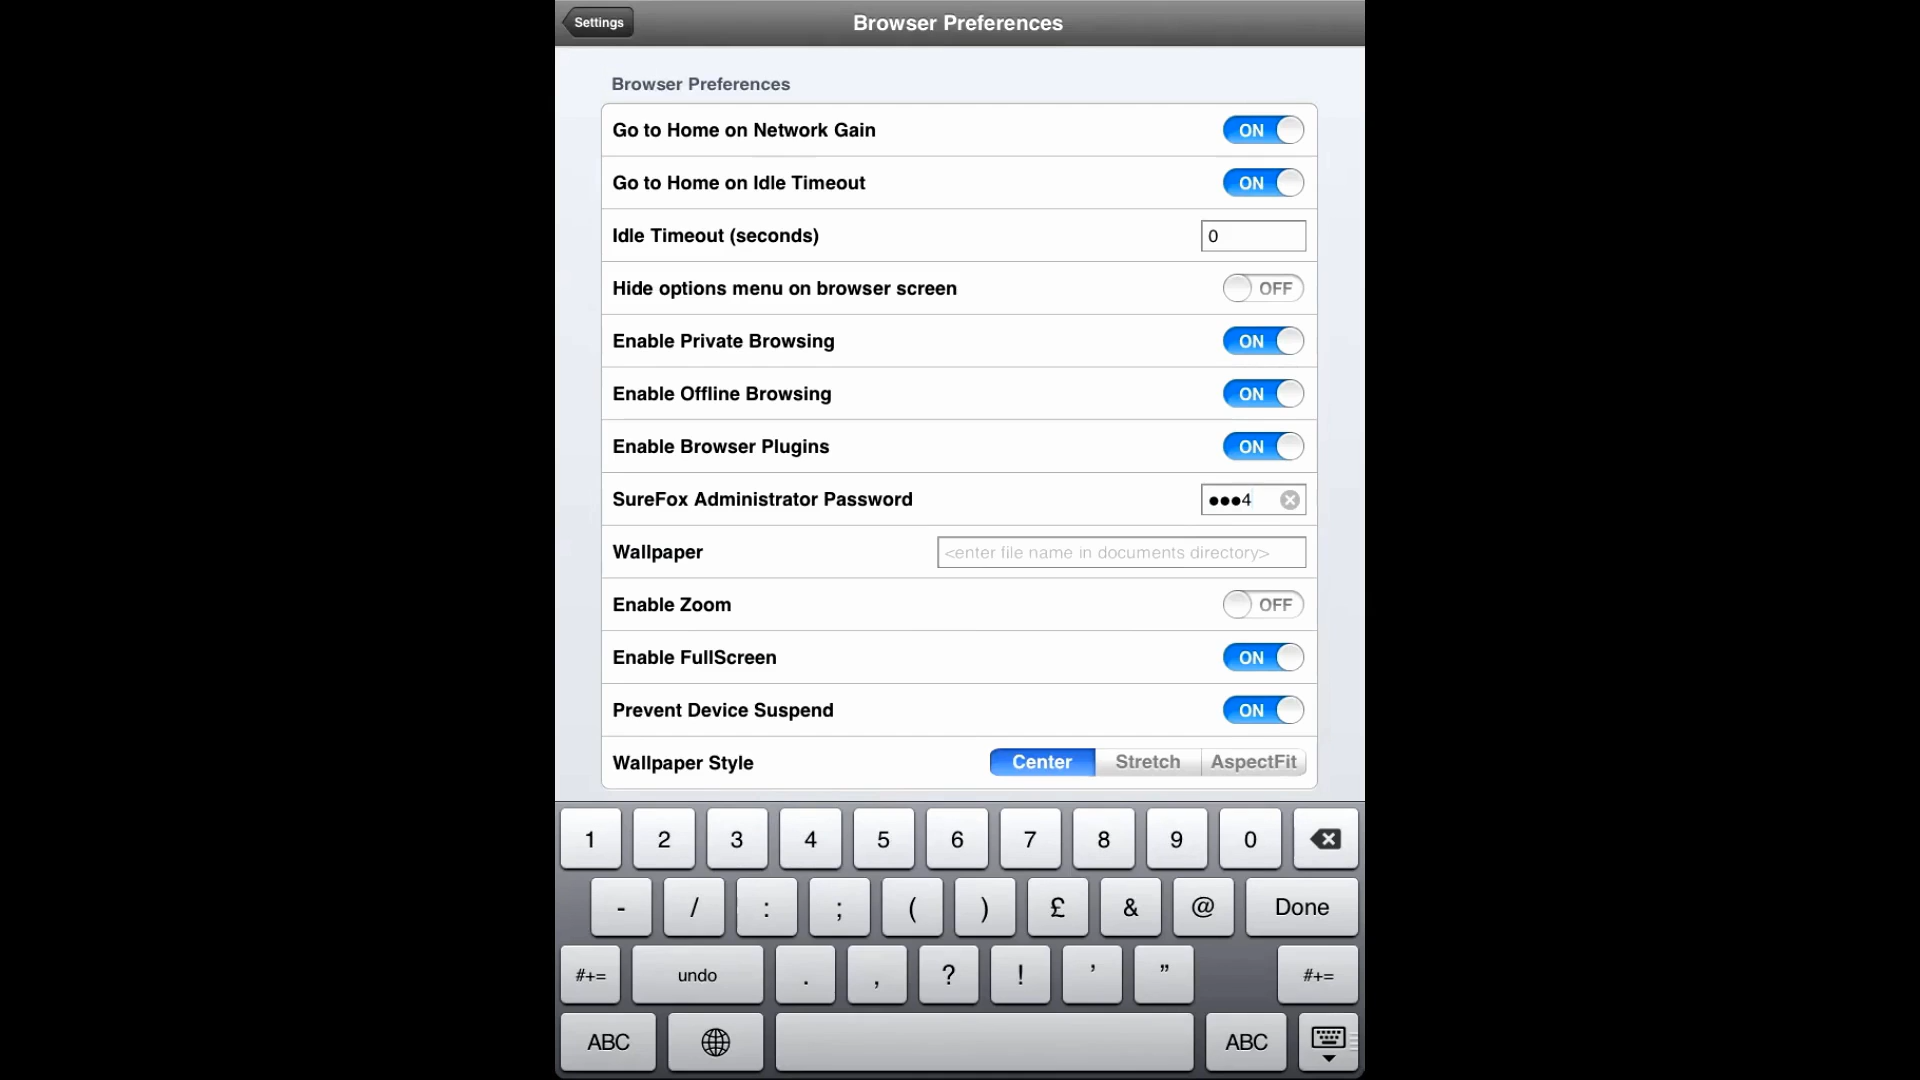 Settings
Browser Preferences
Browser Preferences
Go to Home on Network Gain ON
Go to Home on Idle Timeout ON
Idle Timeout (seconds) 0
Hide options menu on browser screen OFF
Enable Private Browsing ON
Enable Offline Browsing ON
Enable Browser Plugins ON
SureFox Administrator Password ●●●4
Wallpaper <enter file name in documents directory>
Enable Zoom OFF
Enable FullScreen ON
Prevent Device Suspend ON
Wallpaper Style Center Stretch AspectFit
1 2 3 4 5 6 7 8 9 0
- / : ; ( ) £ & @ Done
#+= undo . , ? ! ’ ” #+=
ABC ABC